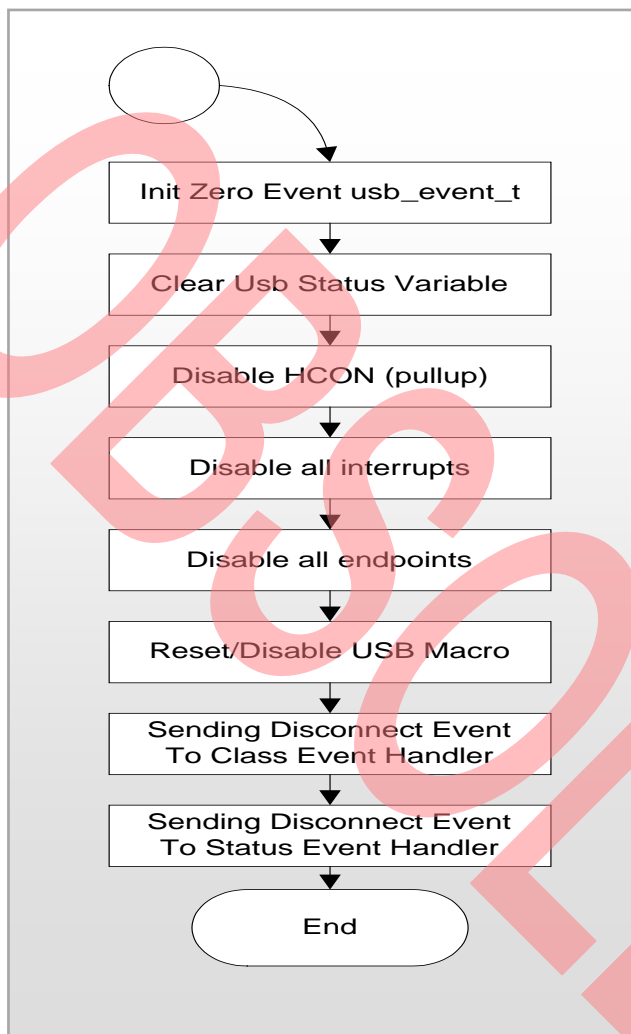 Init Zero Event usb_event_t
Clear Usb Status Variable
Disable HCON (pullup)
Disable all interrupts
Disable all endpoints
Reset/Disable USB Macro
Sending Disconnect Event
To Class Event Handler
Sending Disconnect Event
To Status Event Handler
End
OBSOL